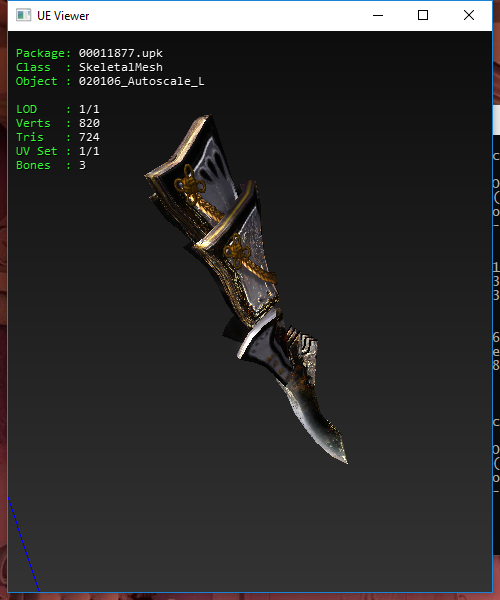 UE Viewer
Package: 00011877.upk
Class  : SkeletalMesh
Object : 020106_Autoscale_L
LOD    : 1/1
Verts  : 820
Tris   : 724
UV Set : 1/1
Bones  : 3